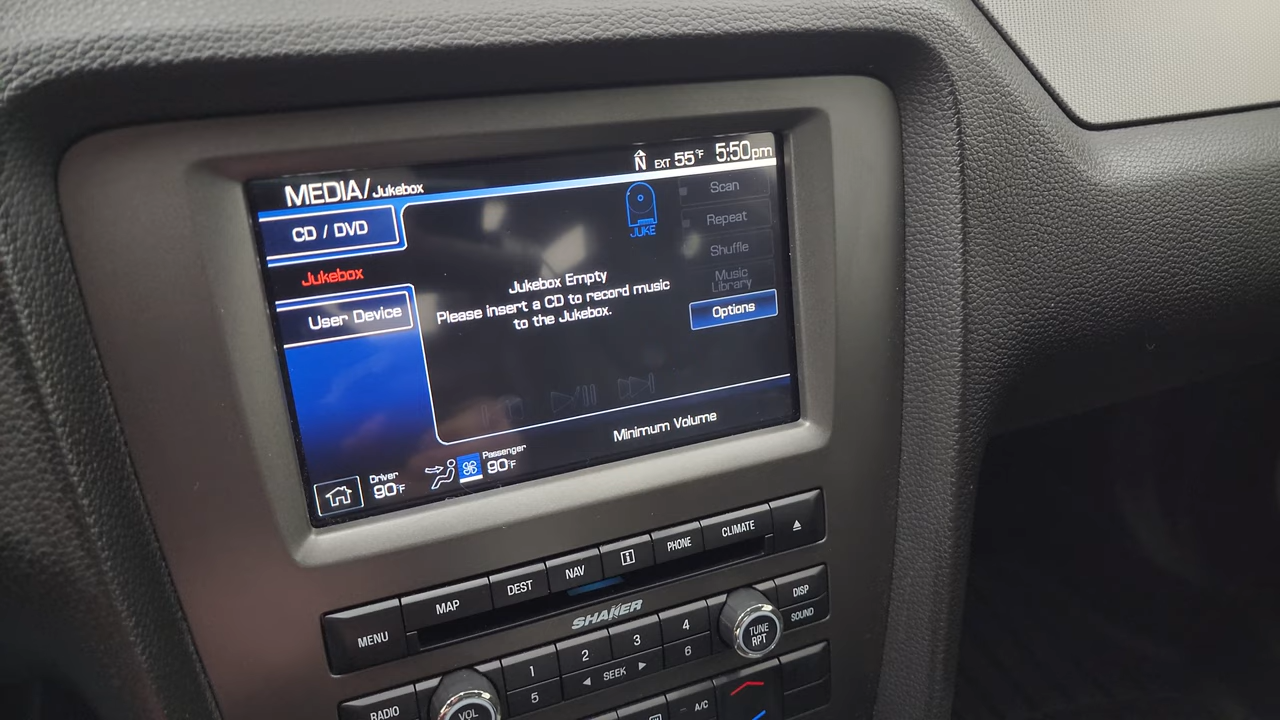 N EXT 55°F 5:50pm
MEDIA/Jukebox
CD / DVD
Jukebox
User Device
JUKE
Jukebox Empty
Please insert a CD to record music
to the Jukebox.
Scan
Repeat
Shuffle
Music
Library
Options
Minimum Volume
Driver
90°F
Passenger
90°F
MENU
MAP
DEST
NAV
i
PHONE
CLIMATE
SHAKER
DISP
SOUND
TUNE
RPT
1
2
3
4
5
SEEK
6
RADIO
VOL
A/C